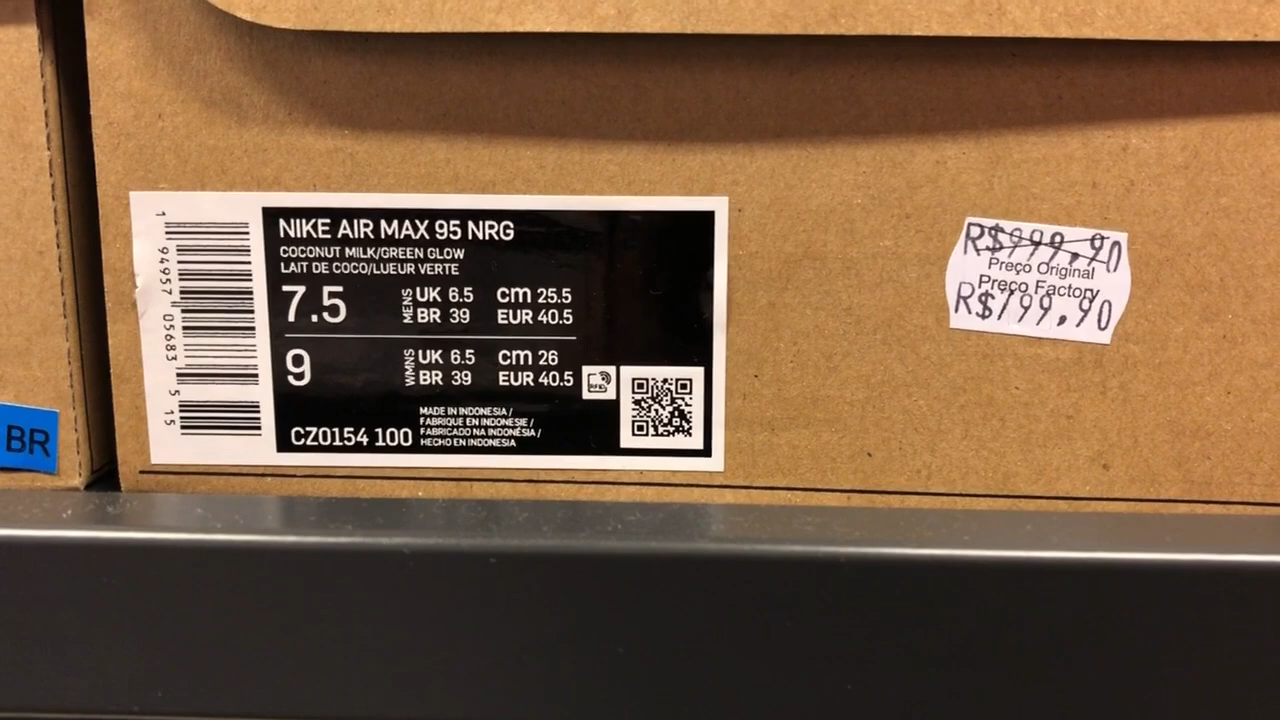 NIKE AIR MAX 95 NRG
COCONUT MILK/GREEN GLOW
LAIT DE COCO/LUEUR VERTE
7.5 MENS UK 6.5 cm 25.5
BR 39 EUR 40.5
9 WMNS UK 6.5 cm 26
BR 39 EUR 40.5
RFID
MADE IN INDONESIA /
FABRIQUE EN INDONESIE /
FABRICADO NA INDONÉSIA /
HECHO EN INDONESIA
CZ0154 100
1 94957 05683 5 15
R$999,90
Preço Original
Preço Factory
R$799,90
BR